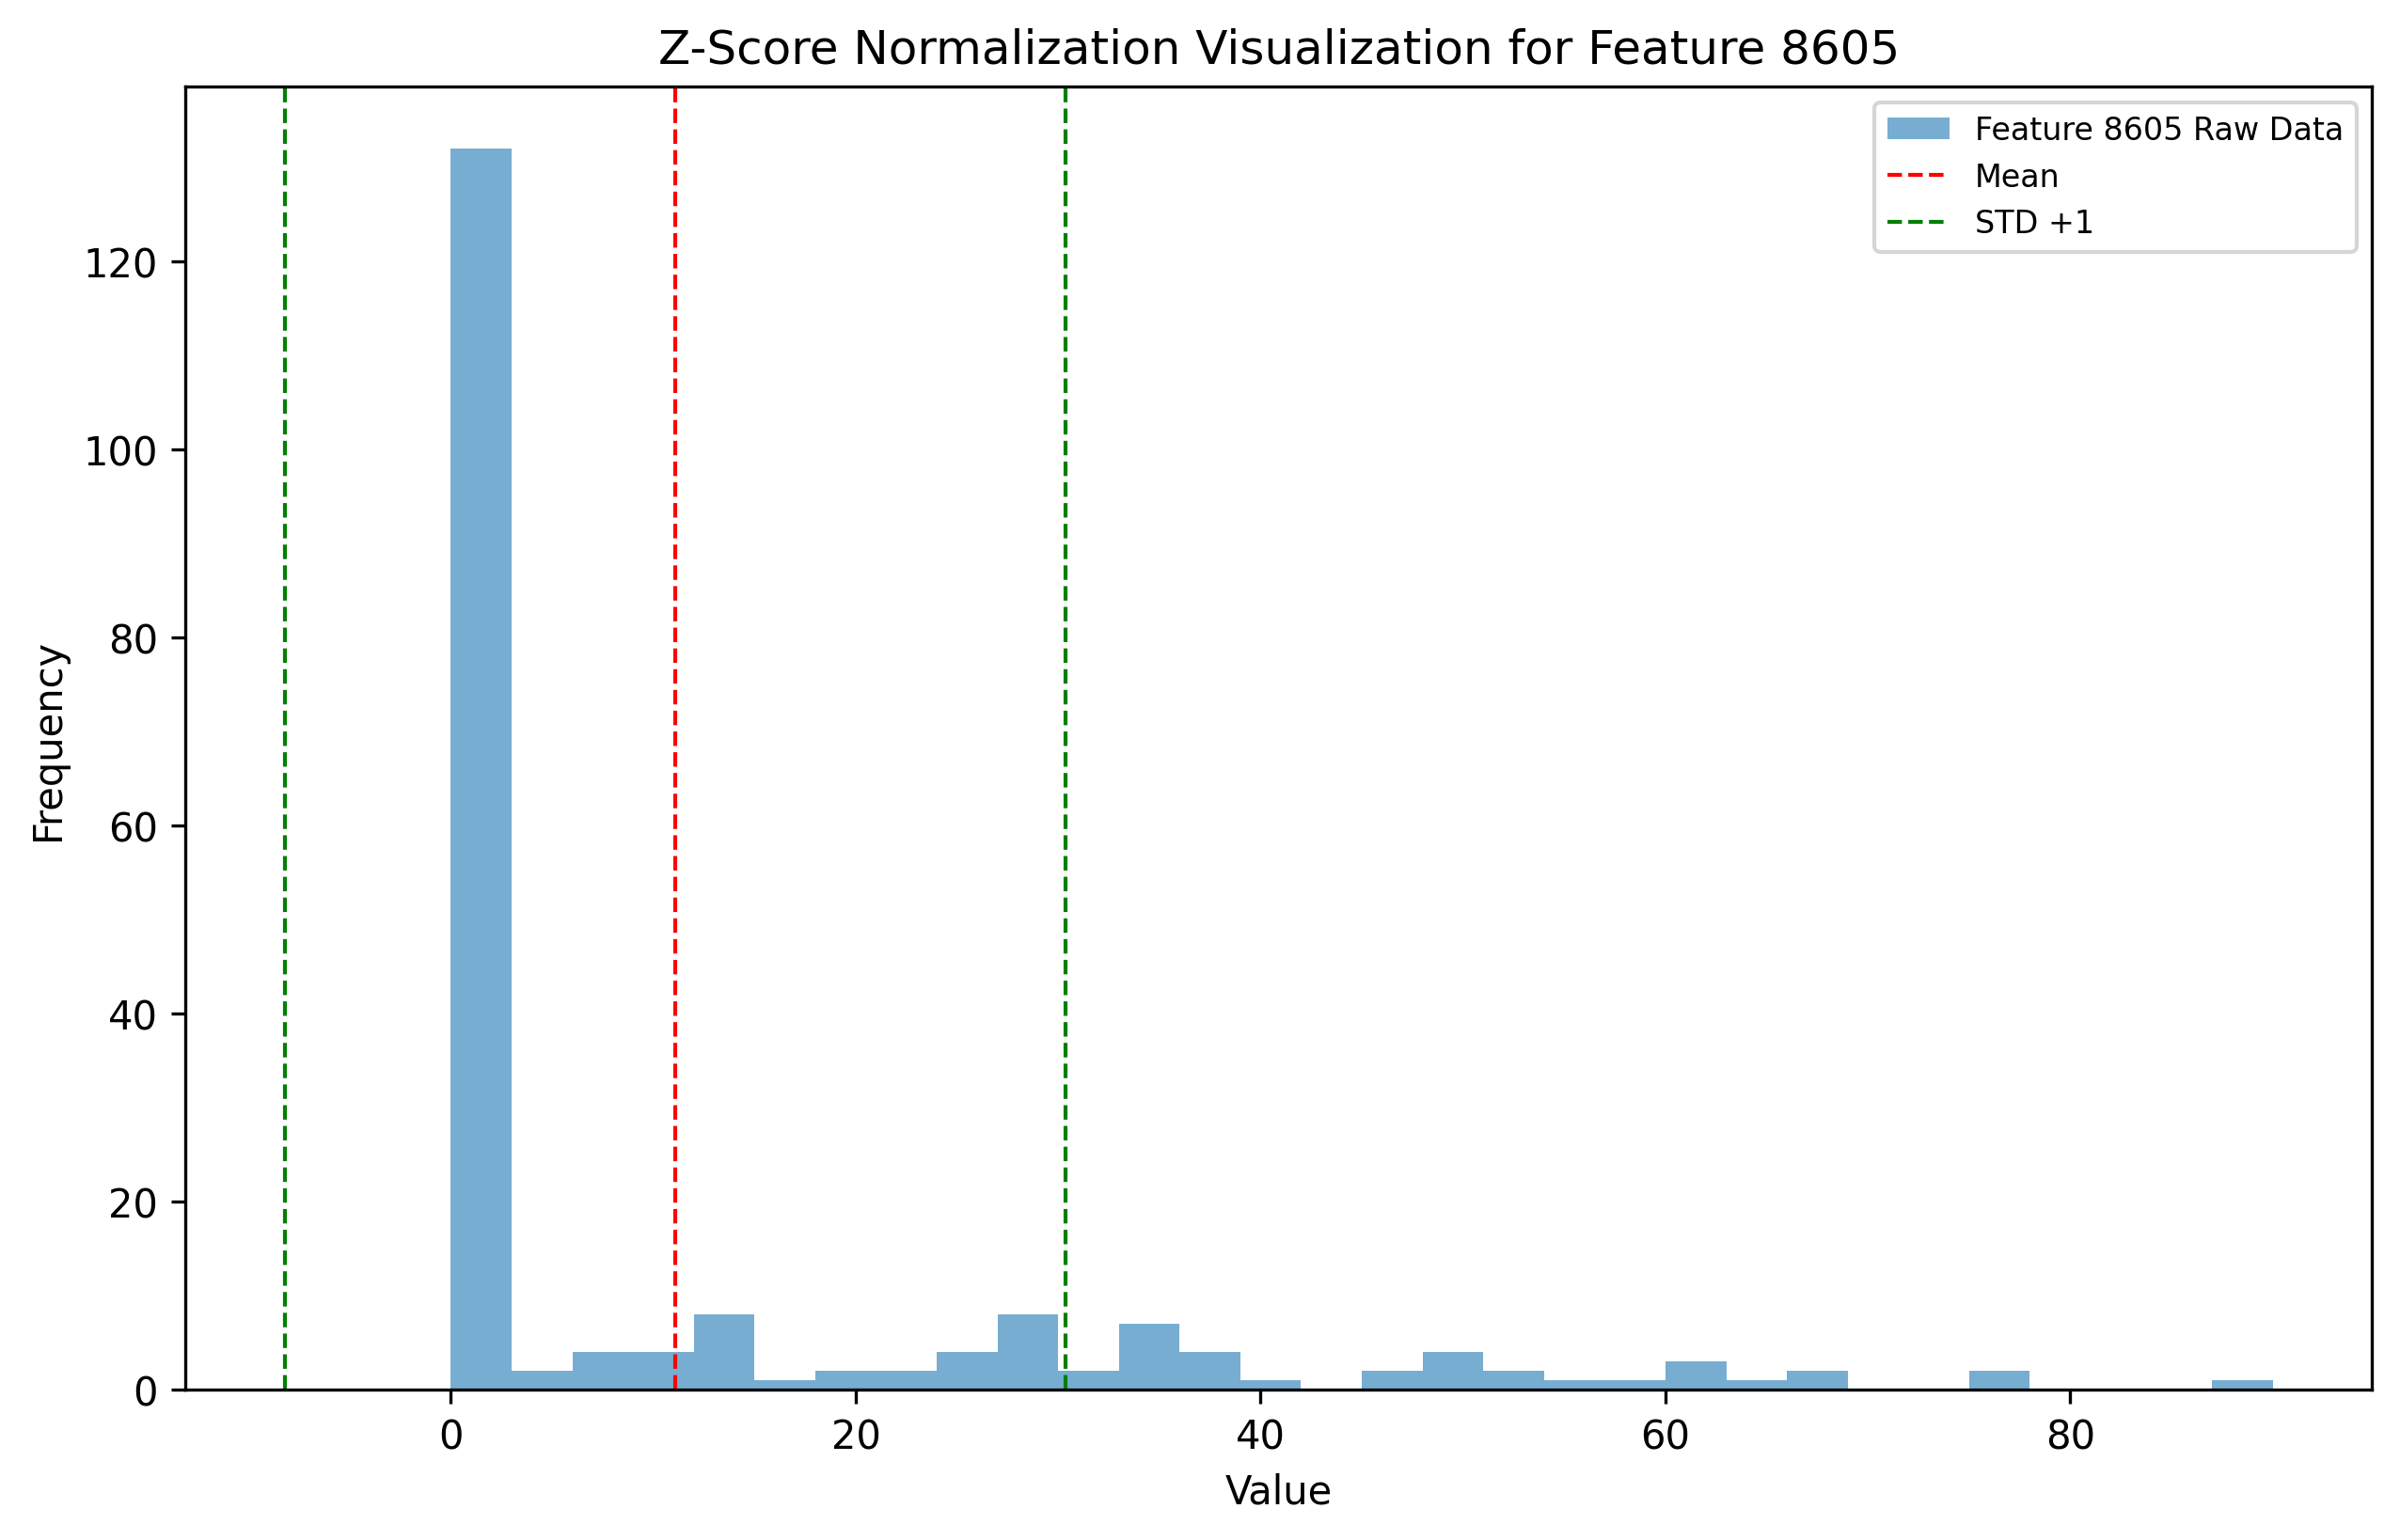 Z-Score Normalization Visualization for Feature 8605
Feature 8605 Raw Data
Mean
STD +1
120
100
80
60
40
20
0
Frequency
0 20 40 60 80
Value